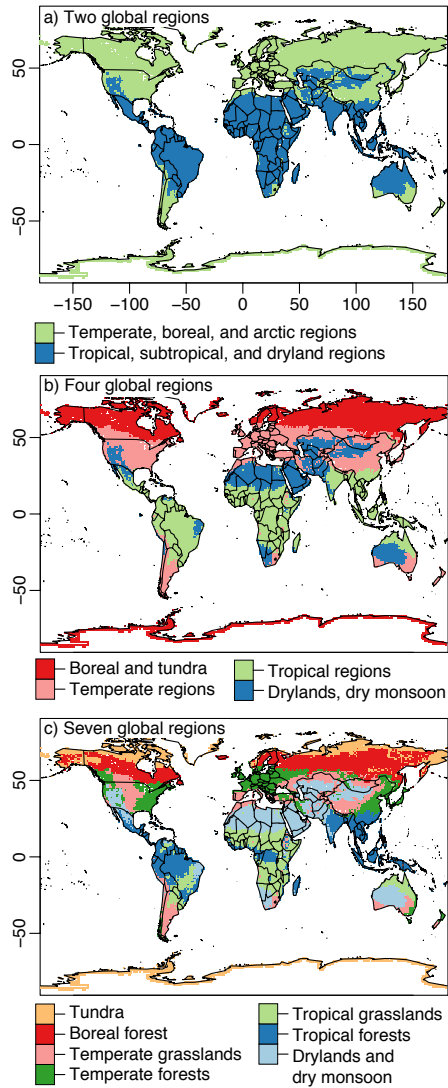 a) Two global regions
50
0
−50
−150 −100 −50 0 50 100 150
Temperate, boreal, and arctic regions
Tropical, subtropical, and dryland regions
b) Four global regions
50
0
−50
Boreal and tundra
Temperate regions
Tropical regions
Drylands, dry monsoon
c) Seven global regions
50
0
−50
Tundra
Boreal forest
Temperate grasslands
Temperate forests
Tropical grasslands
Tropical forests
Drylands and
dry monsoon